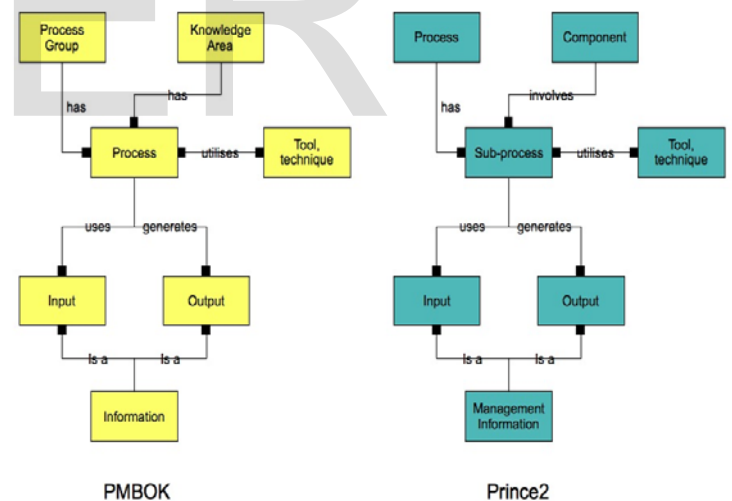 Process
Group
Knowledge
Area
Process
Component
has
has
has
involves
Process
utilises
Tool,
technique
Sub-process
utilises
Tool,
technique
uses
generates
uses
generates
Input
Output
Input
Output
Is a
Is a
Is a
Is a
Information
Management
Information
PMBOK
Prince2